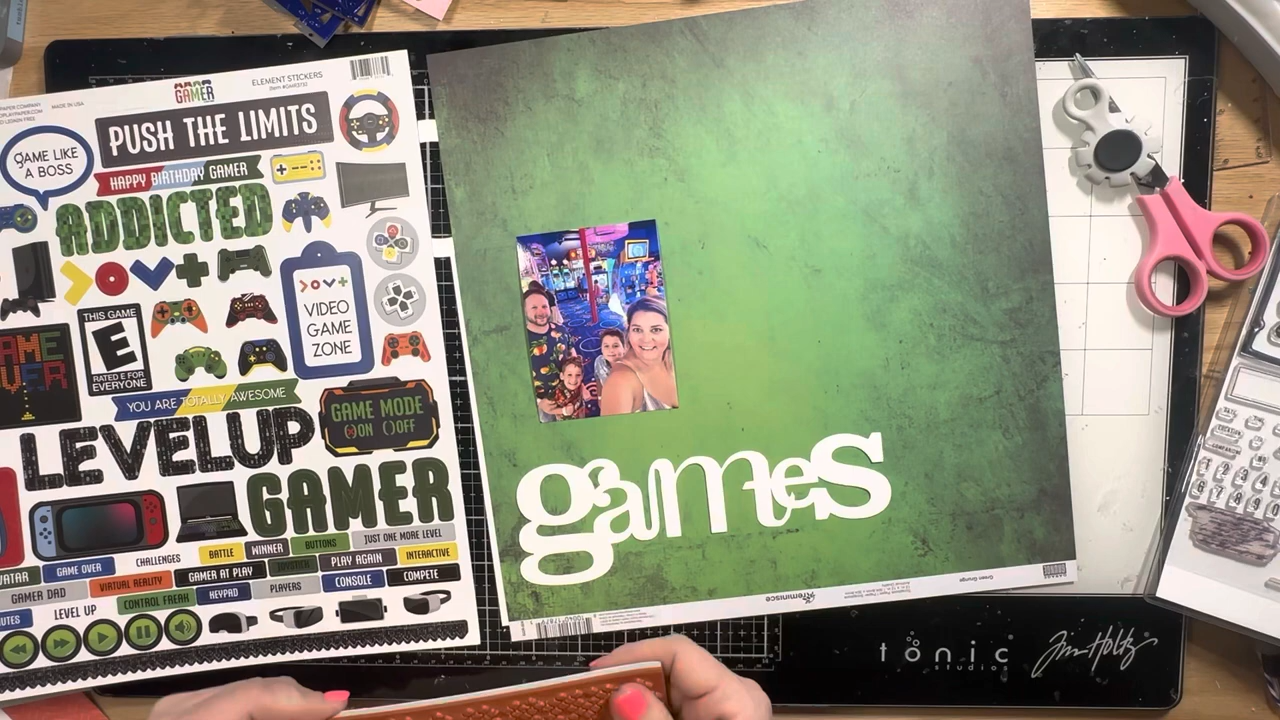 GAMER
ELEMENT STICKERS
MADE IN USA
PUSH THE LIMITS
GAME LIKE
A BOSS
HAPPY BIRTHDAY GAMER
ADDICTED
VIDEO
GAME
ZONE
THIS GAME
E
RATED E FOR
EVERYONE
YOU ARE TOTALLY AWESOME
GAME MODE
ON OFF
LEVEL UP
GAMER
CHALLENGES
BATTLE
WINNER
BUTTONS
JUST ONE MORE LEVEL
GAME OVER
VIRTUAL REALITY
GAMER AT PLAY
JOYSTICK
PLAY AGAIN
INTERACTIVE
GAMER DAD
CONTROL FREAK
KEYPAD
PLAYERS
CONSOLE
COMPETE
LEVEL UP
games
Reminisce
Green Grunge
tonic
studios
Tim Holtz